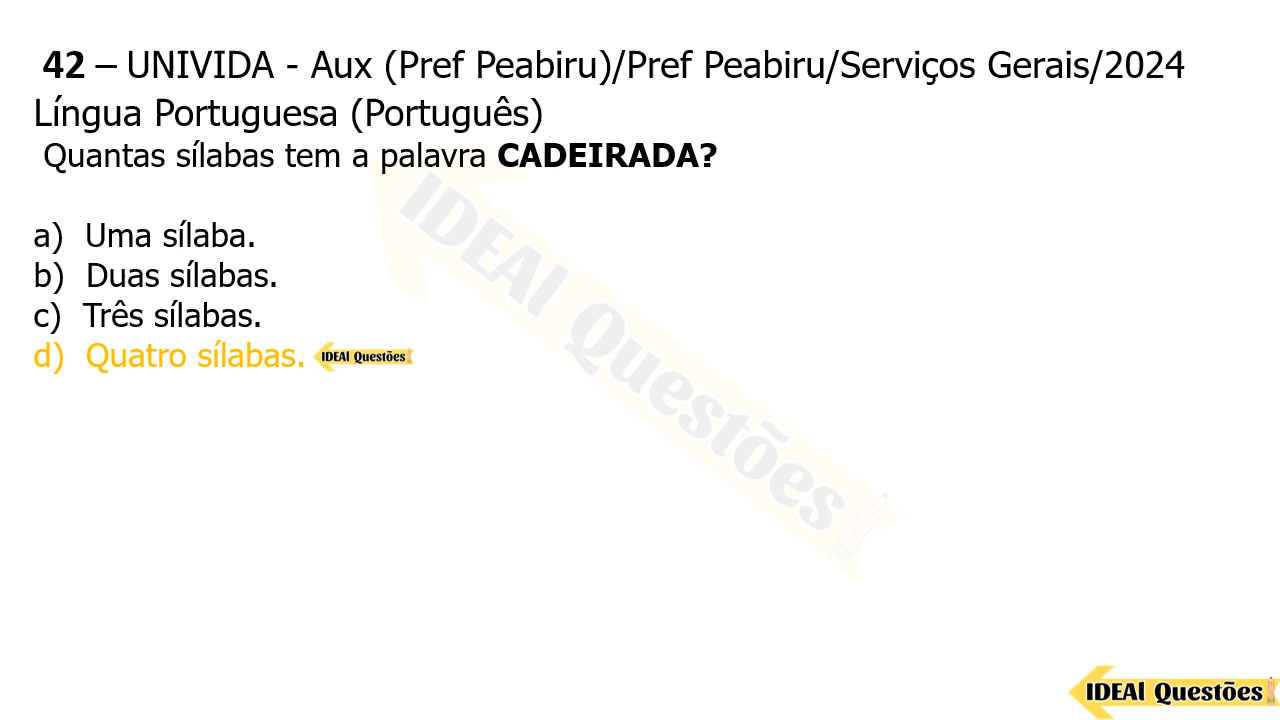 42 – UNIVIDA - Aux (Pref Peabiru)/Pref Peabiru/Serviços Gerais/2024
Língua Portuguesa (Português)
Quantas sílabas tem a palavra CADEIRADA?
a) Uma sílaba.
b) Duas sílabas.
c) Três sílabas.
d) Quatro sílabas. IDEAl Questões
IDEAl Questões
IDEAl Questões